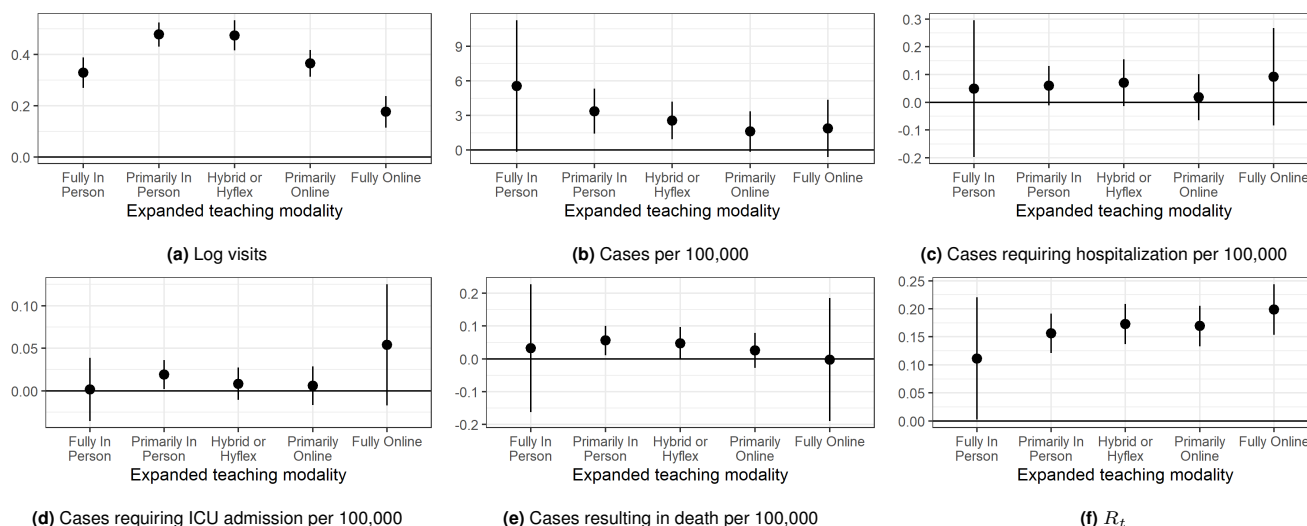 0.4
0.2
0.0
Fully In Person
Primarily In Person
Hybrid or Hyflex
Primarily Online
Fully Online
Expanded teaching modality
(a) Log visits
9
6
3
0
Fully In Person
Primarily In Person
Hybrid or Hyflex
Primarily Online
Fully Online
Expanded teaching modality
(b) Cases per 100,000
0.3
0.2
0.1
0.0
-0.1
-0.2
Fully In Person
Primarily In Person
Hybrid or Hyflex
Primarily Online
Fully Online
Expanded teaching modality
(c) Cases requiring hospitalization per 100,000
0.10
0.05
0.00
Fully In Person
Primarily In Person
Hybrid or Hyflex
Primarily Online
Fully Online
Expanded teaching modality
(d) Cases requiring ICU admission per 100,000
0.2
0.1
0.0
-0.1
-0.2
Fully In Person
Primarily In Person
Hybrid or Hyflex
Primarily Online
Fully Online
Expanded teaching modality
(e) Cases resulting in death per 100,000
0.25
0.20
0.15
0.10
0.05
0.00
Fully In Person
Primarily In Person
Hybrid or Hyflex
Primarily Online
Fully Online
Expanded teaching modality
(f) R_t